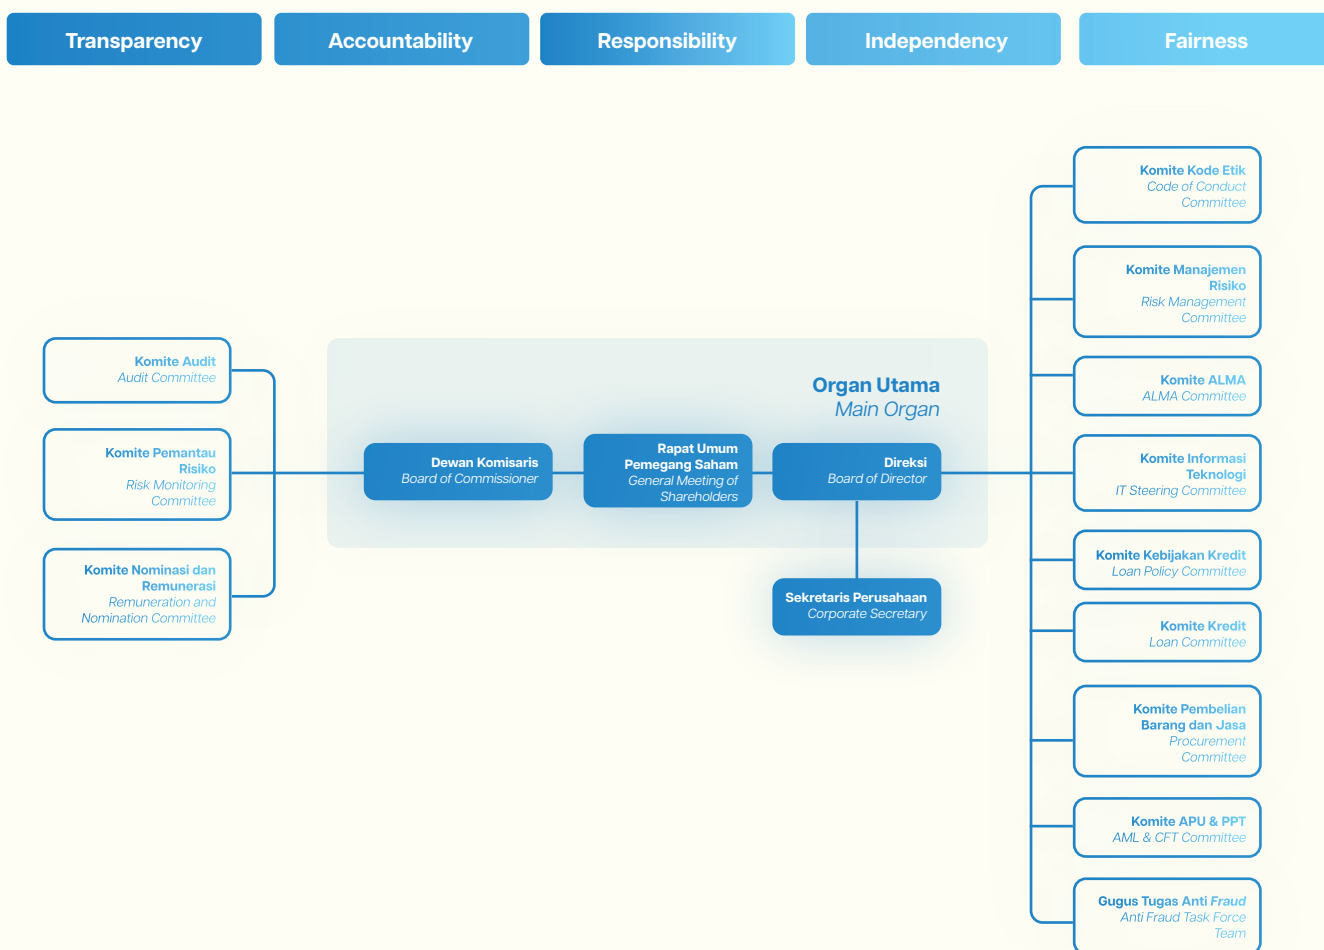 Transparency
Accountability
Responsibility
Independency
Fairness
Komite Audit
Audit Committee
Komite Pemantau
Risiko
Risk Monitoring
Committee
Komite Nominasi dan
Remunerasi
Remuneration and
Nomination Committee
Organ Utama
Main Organ
Dewan Komisaris
Board of Commissioner
Rapat Umum
Pemegang Saham
General Meeting of
Shareholders
Direksi
Board of Director
Sekretaris Perusahaan
Corporate Secretary
Komite Kode Etik
Code of Conduct
Committee
Komite Manajemen
Risiko
Risk Management
Committee
Komite ALMA
ALMA Committee
Komite Informasi
Teknologi
IT Steering Committee
Komite Kebijakan Kredit
Loan Policy Committee
Komite Kredit
Loan Committee
Komite Pembelian
Barang dan Jasa
Procurement
Committee
Komite APU & PPT
AML & CFT Committee
Gugus Tugas Anti Fraud
Anti Fraud Task Force
Team